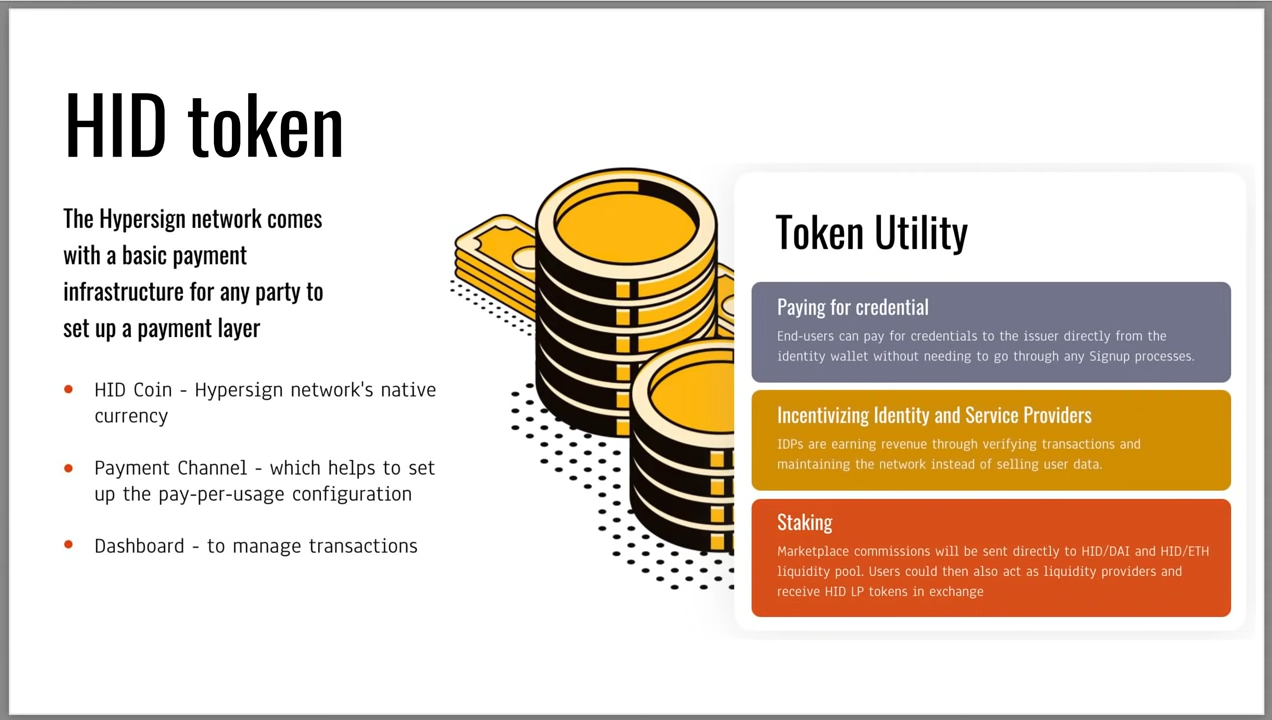 HID token
The Hypersign network comes
with a basic payment
infrastructure for any party to
set up a payment layer
HID Coin - Hypersign network's native
currency
Payment Channel - which helps to set
up the pay-per-usage configuration
Dashboard - to manage transactions
Token Utility
Paying for credential
End-users can pay for credentials to the issuer directly from the
identity wallet without needing to go through any Signup processes.
Incentivizing Identity and Service Providers
IDPs are earning revenue through verifying transactions and
maintaining the network instead of selling user data.
Staking
Marketplace commissions will be sent directly to HID/DAI and HID/ETH
liquidity pool. Users could then also act as liquidity providers and
receive HID LP tokens in exchange